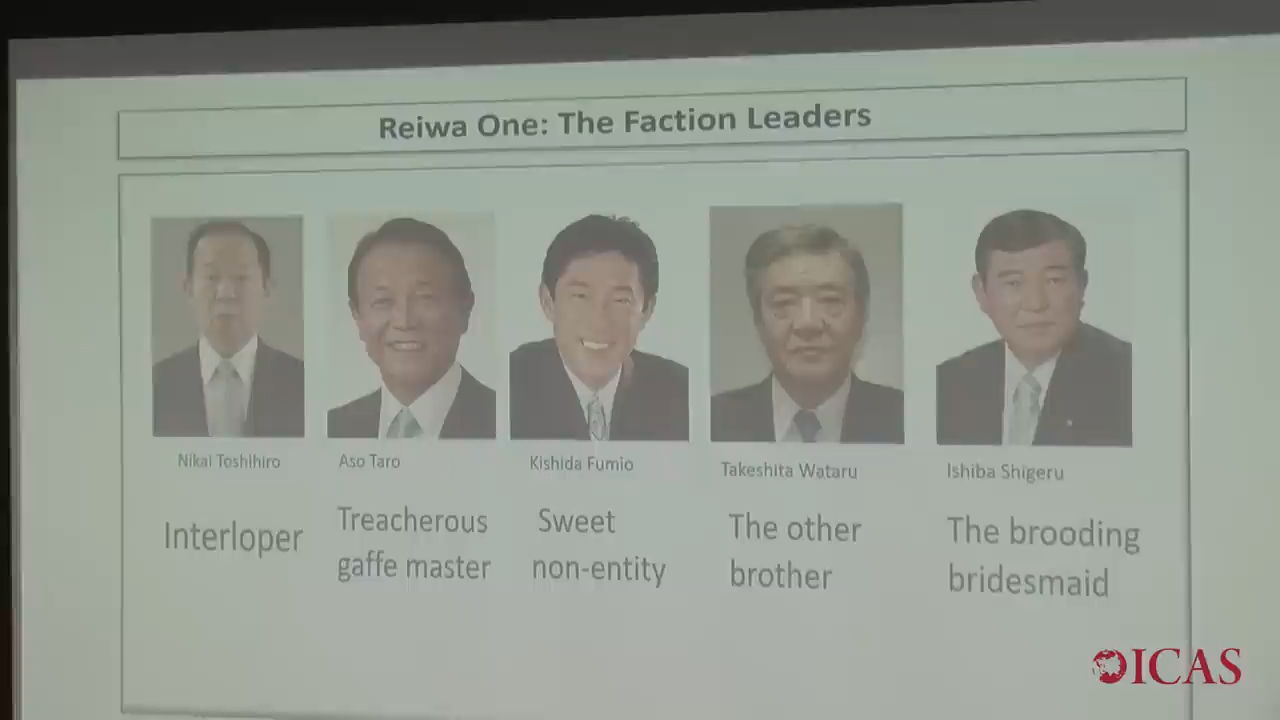 Reiwa One: The Faction Leaders
Nikai Toshihiro
Aso Taro
Kishida Fumio
Takeshita Wataru
Ishiba Shigeru
Interloper
Treacherous
gaffe master
Sweet
non-entity
The other
brother
The brooding
bridesmaid
ICAS